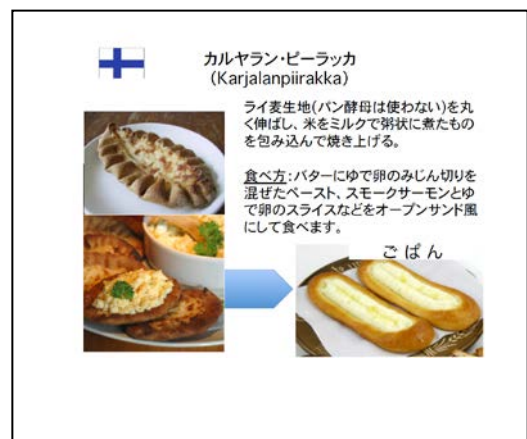 カルヤラン・ピーラッカ
(Karjalanpiirakka)
ライ麦生地(パン酵母は使わない)を丸
く伸ばし、米をミルクで粥状に煮たもの
を包み込んで焼き上げる。
食べ方:バターにゆで卵のみじん切りを
混ぜたペースト、スモークサーモンとゆ
で卵のスライスなどをオープンサンド風
にして食べます。
ごぱん